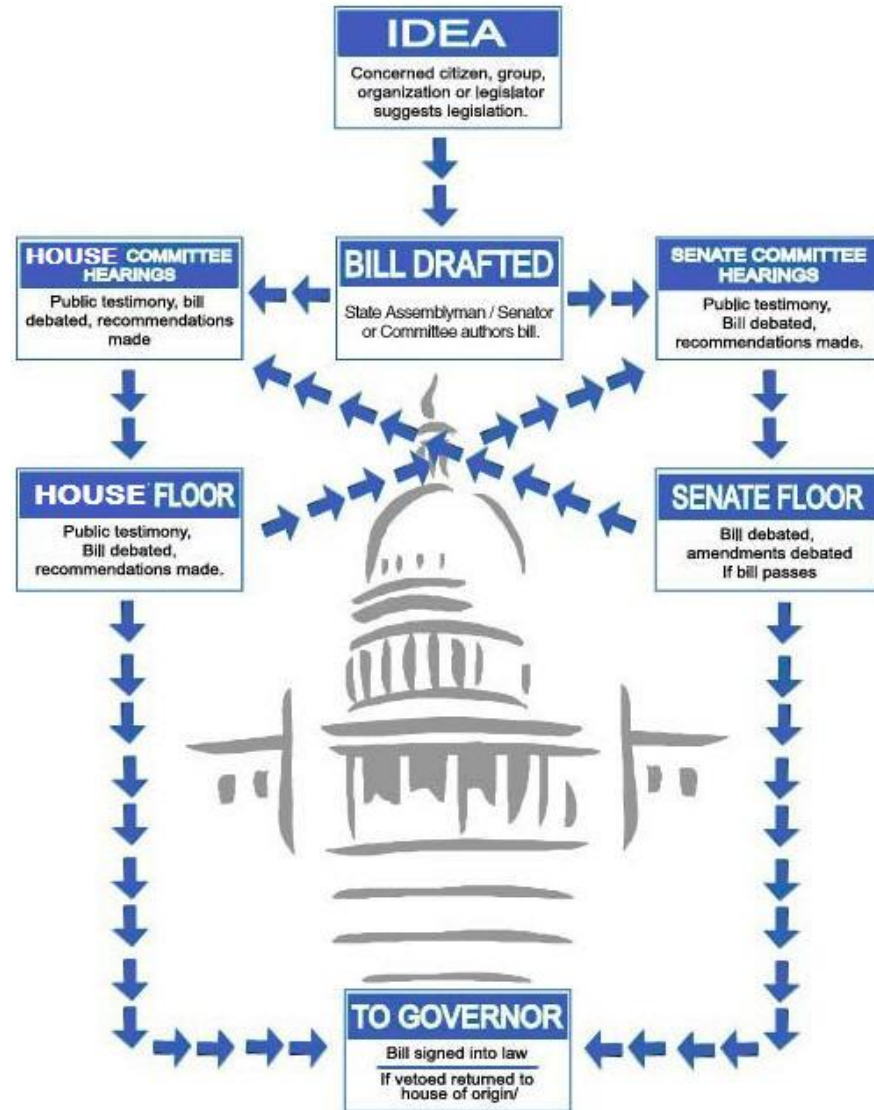 IDEA
Concerned citizen, group,
organization or legislator
suggests legislation.
HOUSE COMMITTEE
HEARINGS
Public testimony, bill
debated, recommendations
made
BILL DRAFTED
State Assemblyman / Senator
or Committee authors bill.
SENATE COMMITTEE
HEARINGS
Public testimony,
Bill debated,
recommendations made.
HOUSE FLOOR
Public testimony,
Bill debated,
recommendations made.
SENATE FLOOR
Bill debated,
amendments debated
If bill passes
TO GOVERNOR
Bill signed into law
If vetoed returned to
house of origin/